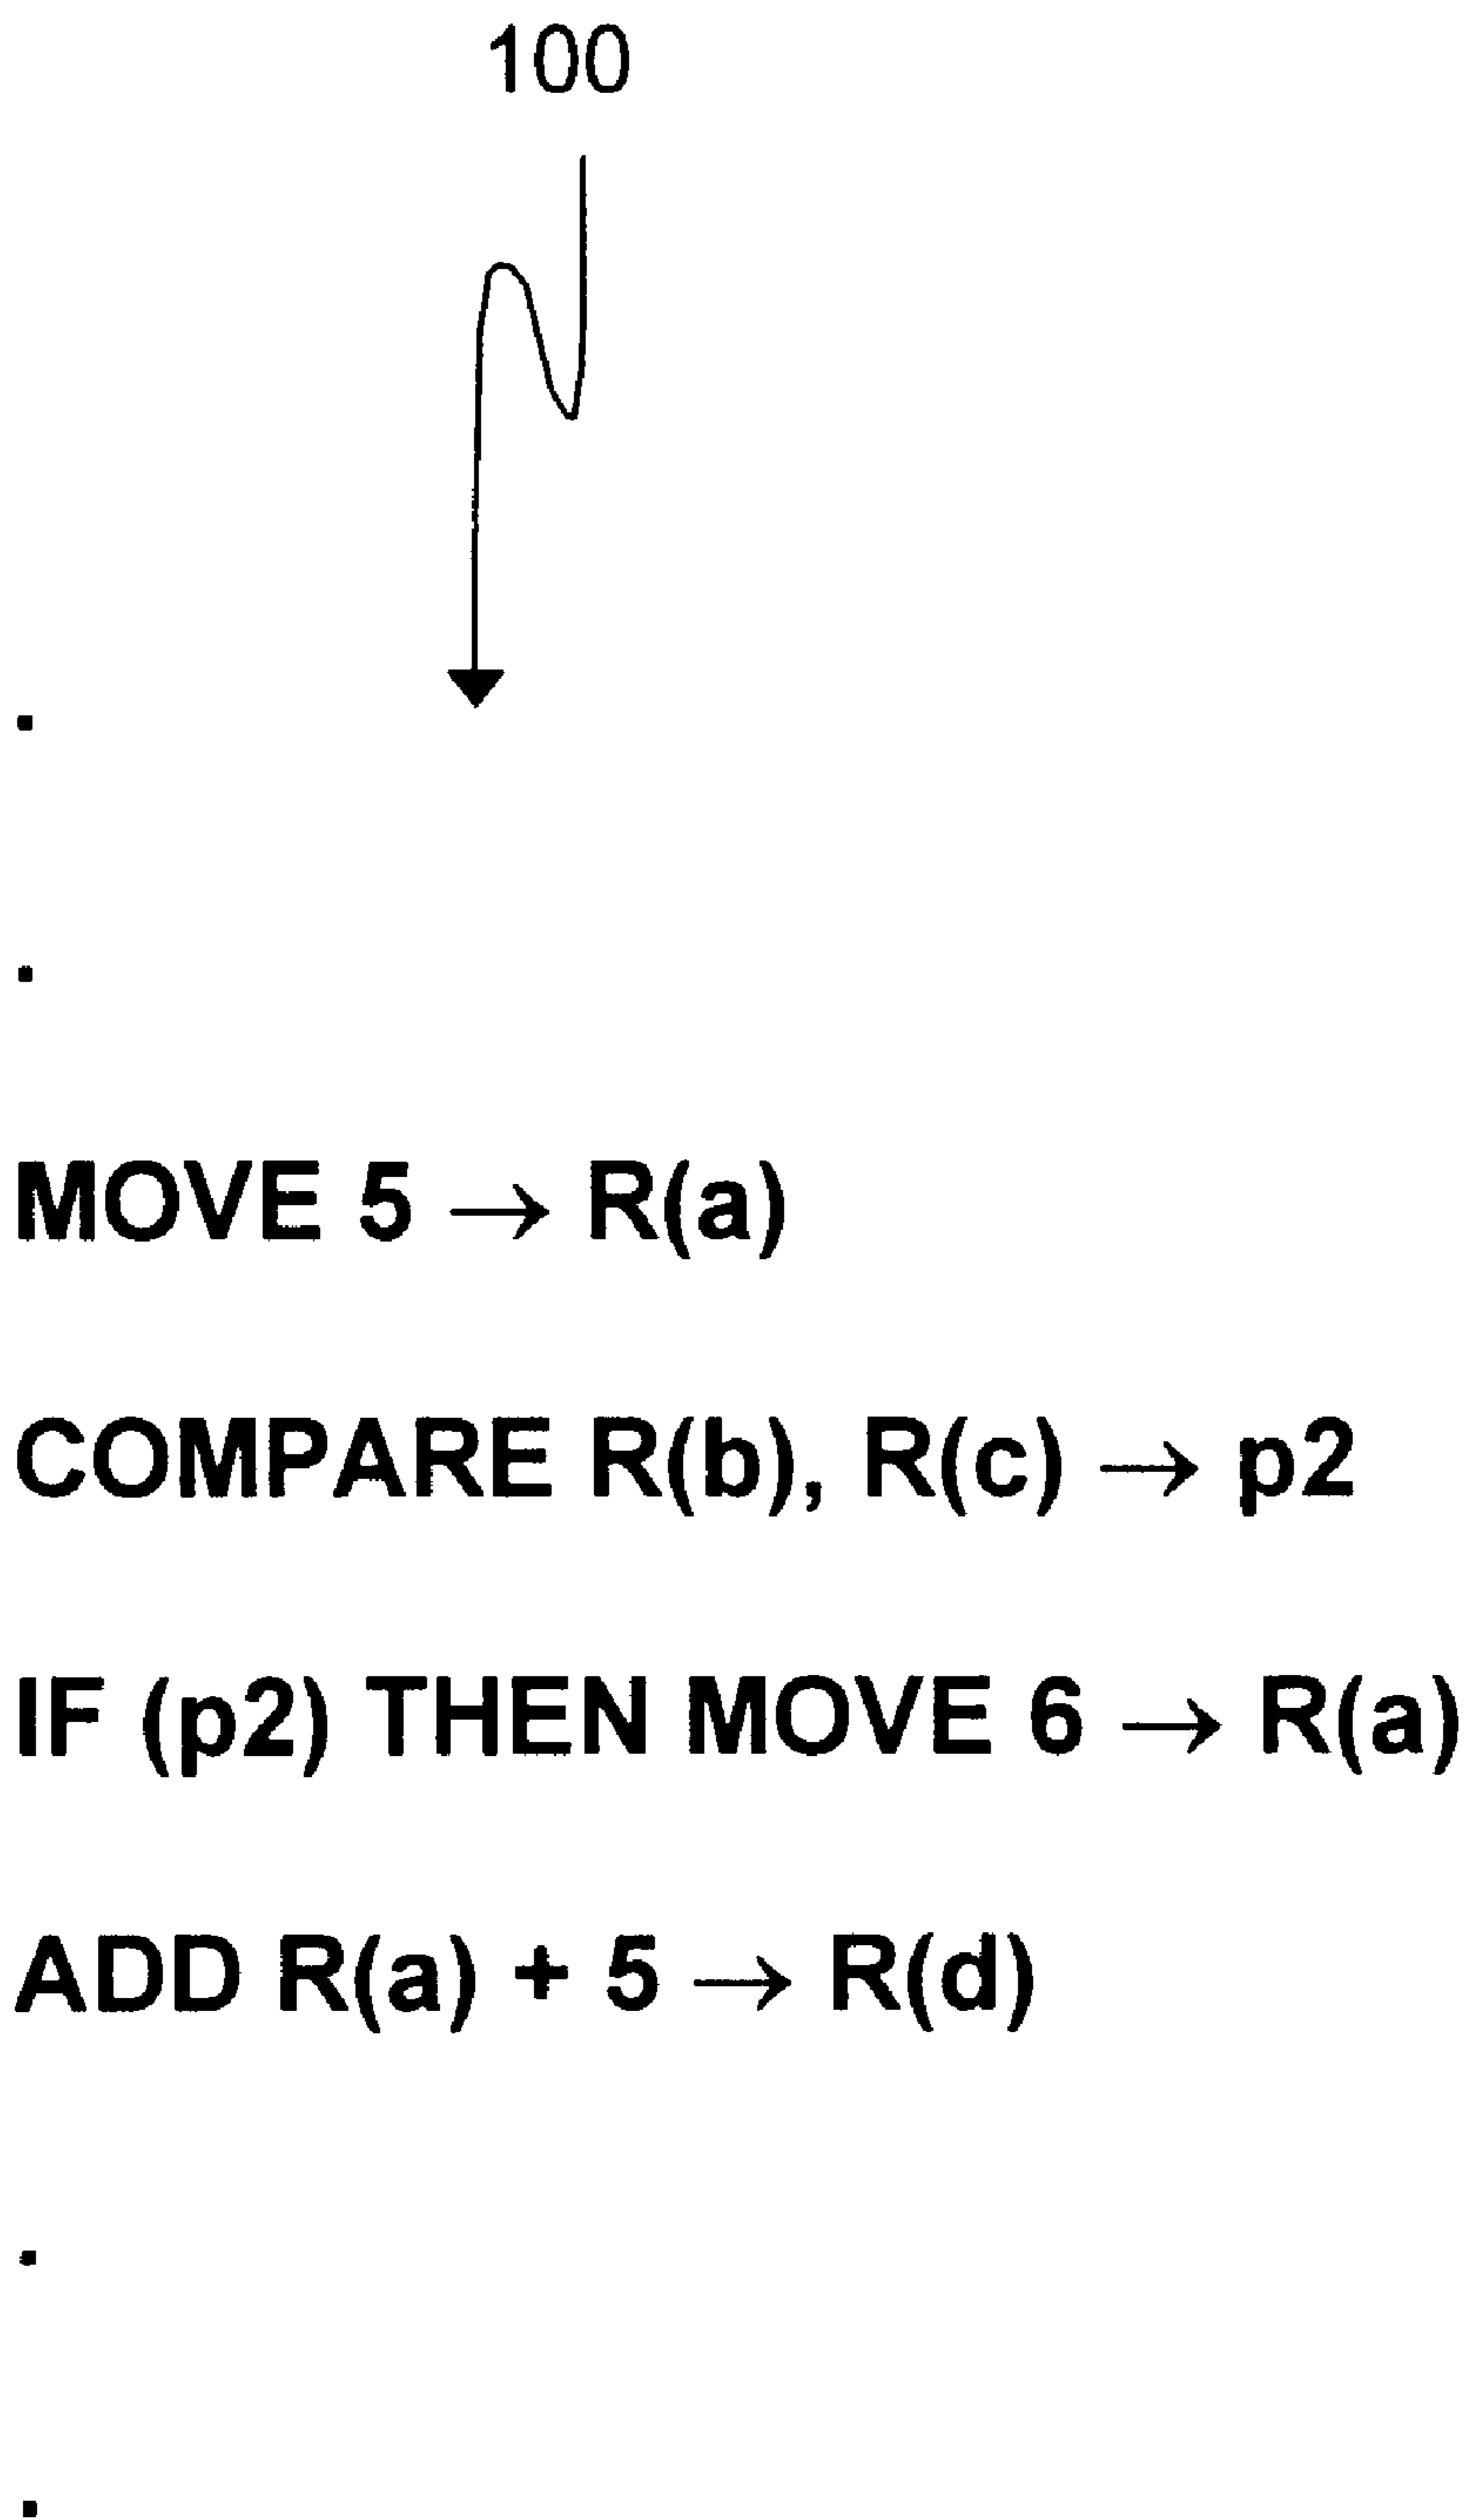 100
.
.
MOVE 5 → R(a)
COMPARE R(b), R(c) → p2
IF (p2) THEN MOVE 6 → R(a)
ADD R(a) + 5 → R(d)
.
.